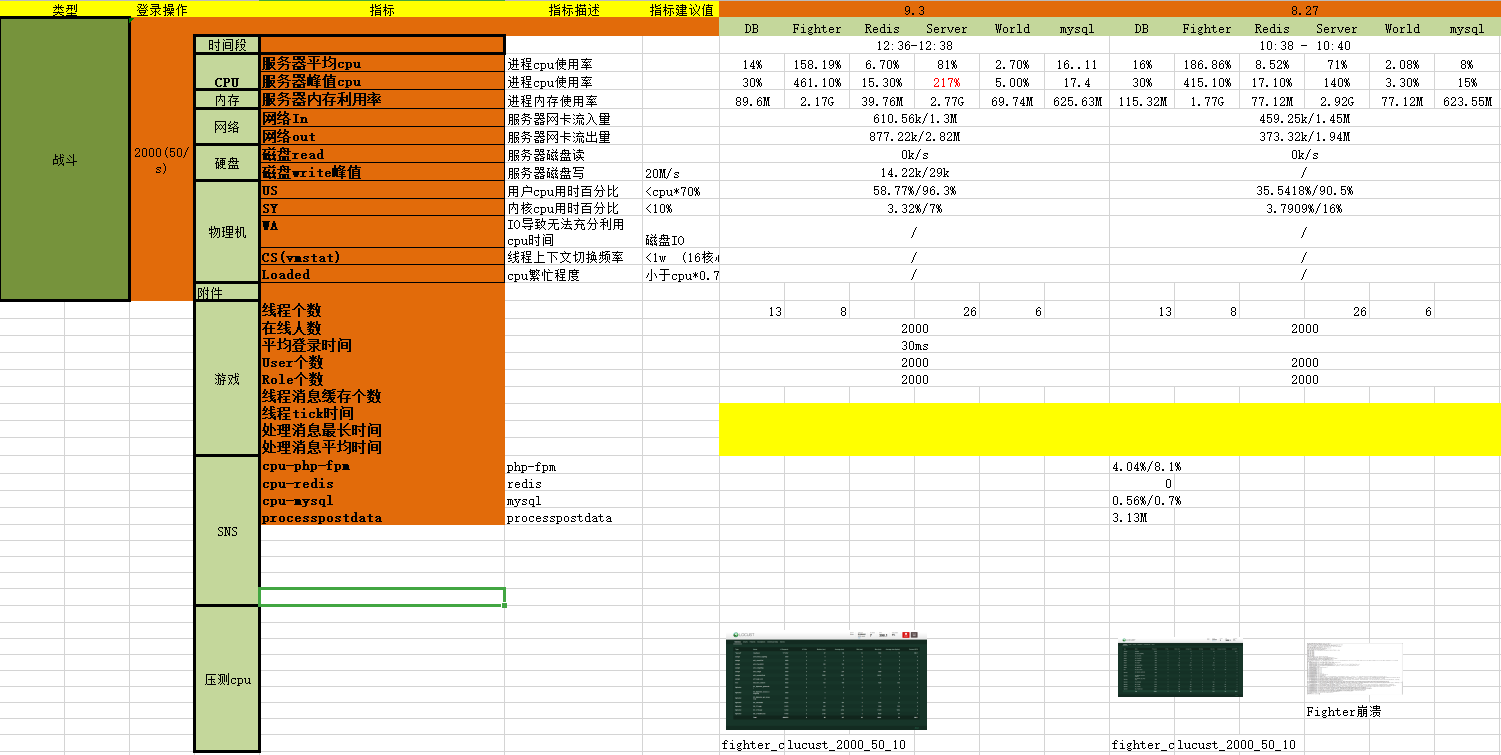 类型 登录操作 指标 指标描述 指标建议值 9.3 8.27
DB Fighter Redis Server World mysql DB Fighter Redis Server World mysql
时间段 12:36-12:38 10:38 - 10:40
服务器平均cpu 进程cpu使用率 14% 158.19% 6.70% 81% 2.70% 16..11 16% 186.86% 8.52% 71% 2.08% 8%
CPU 服务器峰值cpu 进程cpu使用率 30% 461.10% 15.30% 217% 5.00% 17.4 30% 415.10% 17.10% 140% 3.30% 15%
内存 服务器内存利用率 进程内存使用率 89.6M 2.17G 39.76M 2.77G 69.74M 625.63M 115.32M 1.77G 77.12M 2.92G 77.12M 623.55M
网络 网络In 服务器网卡流入量 610.56k/1.3M 459.25k/1.45M
网络out 服务器网卡流出量 877.22k/2.82M 373.32k/1.94M
战斗 2000(50/s) 硬盘 磁盘read 服务器磁盘读 0k/s 0k/s
磁盘write峰值 服务器磁盘写 20M/s 14.22k/29k /
物理机 US 用户cpu用时百分比 <cpu*70% 58.77%/96.3% 35.5418%/90.5%
SY 内核cpu用时百分比 <10% 3.32%/7% 3.7909%/16%
WA IO导致无法充分利用cpu时间 磁盘IO / /
CS(vmstat) 线程上下文切换频率 <1w （16核 / /
Loaded cpu繁忙程度 小于cpu*0.7 / /
附件
游戏 线程个数 13 8 26 6 13 8 26 6
在线人数 2000 2000
平均登录时间 30ms
User个数 2000 2000
Role个数 2000 2000
线程消息缓存个数
线程tick时间
处理消息最长时间
处理消息平均时间
SNS cpu-php-fpm php-fpm 4.04%/8.1%
cpu-redis redis 0
cpu-mysql mysql 0.56%/0.7%
processpostdata processpostdata 3.13M
压测cpu
Fighter崩溃
fighter_clucust_2000_50_10 fighter_clucust_2000_50_10